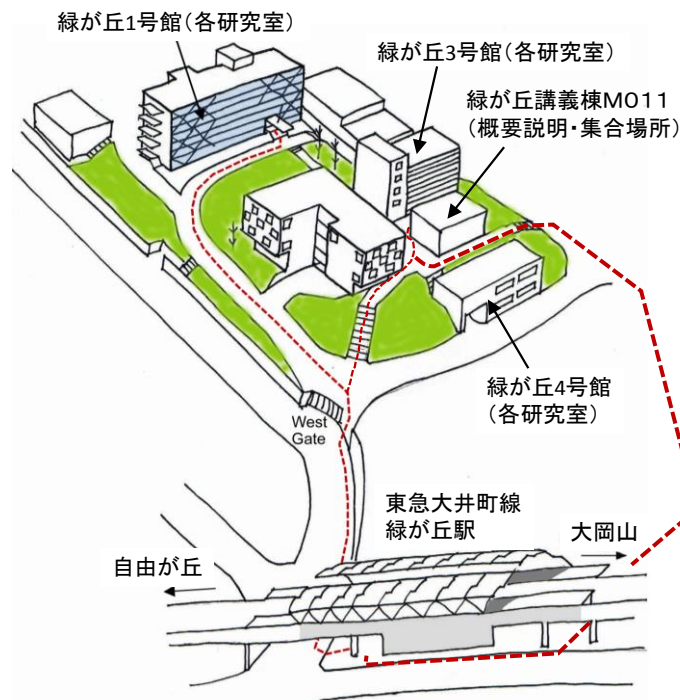 緑が丘1号館(各研究室)
緑が丘3号館(各研究室)
緑が丘講義棟M011
(概要説明・集合場所)
緑が丘4号館
(各研究室)
West
Gate
東急大井町線
緑が丘駅
大岡山
自由が丘